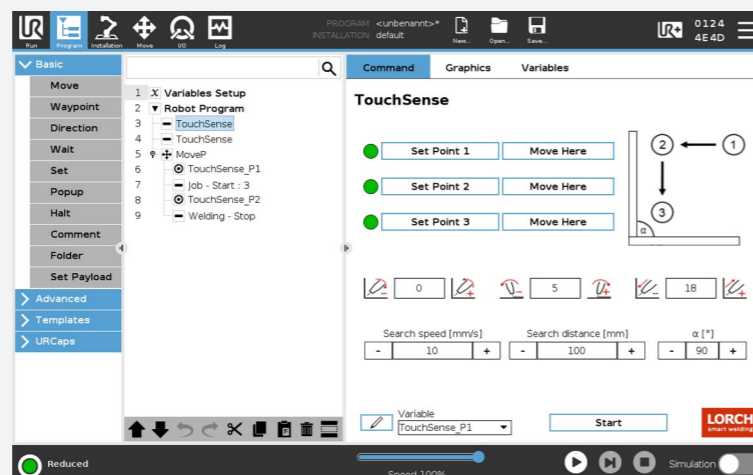 PROGRAM <unbenannt>*
INSTALLATION default
New... Open... Save...
0124
4E4D
Run Program Installation Move I/O Log
Basic
Move
Waypoint
Direction
Wait
Set
Popup
Halt
Comment
Folder
Set Payload
Advanced
Templates
URCaps
1 X Variables Setup
2 Robot Program
3 TouchSense
4 TouchSense
5 MoveP
6 TouchSense_P1
7 Job - Start : 3
8 TouchSense_P2
9 Welding - Stop
Command Graphics Variables
TouchSense
Set Point 1 Move Here
Set Point 2 Move Here
Set Point 3 Move Here
2 1
3
α
0 5 18
Search speed [mm/s] Search distance [mm] α [°]
- 10 + - 100 + - 90 +
Variable
TouchSense_P1
Start
LORCH
smart welding
Reduced
Speed 100%
Simulation